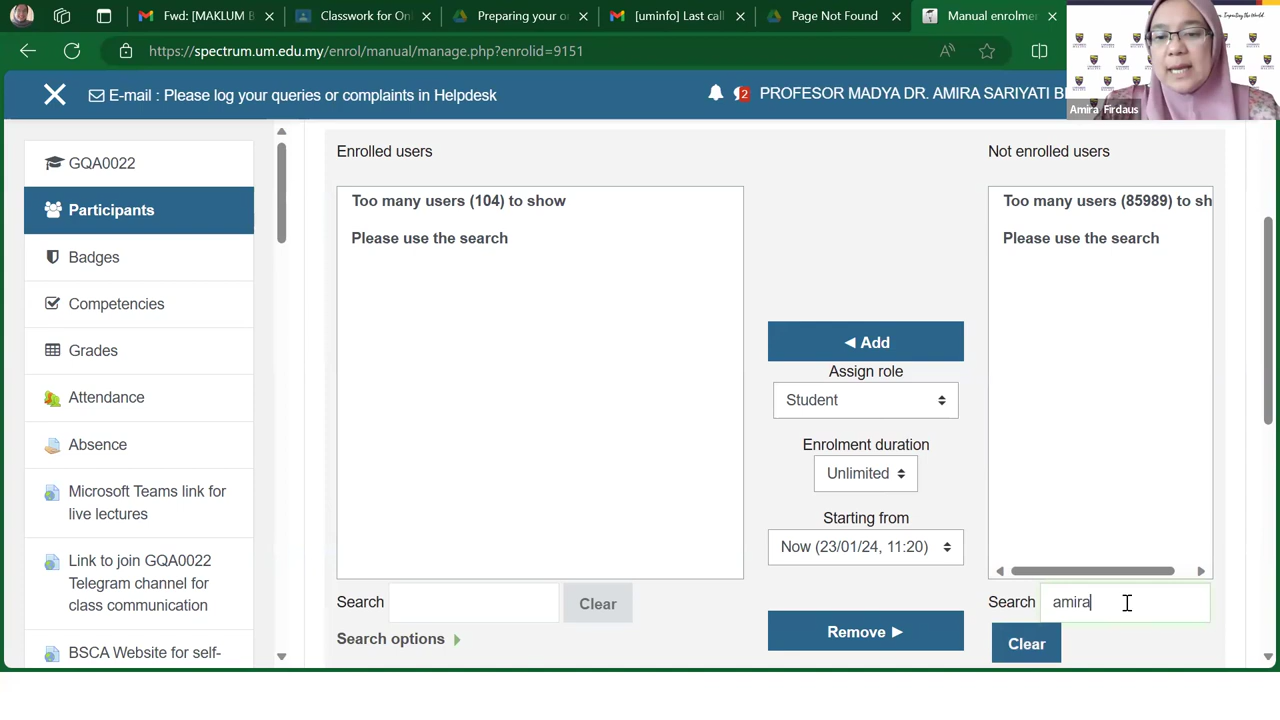 Fwd: [MAKLUM B
Classwork for Onl
Preparing your o
[uminfo] Last call
Page Not Found
Manual enrolme
https://spectrum.um.edu.my/enrol/manual/manage.php?enrolid=9151
E-mail : Please log your queries or complaints in Helpdesk
2
PROFESOR MADYA DR. AMIRA SARIYATI B
Amira Firdaus
GQA0022
Participants
Badges
Competencies
Grades
Attendance
Absence
Microsoft Teams link for
live lectures
Link to join GQA0022
Telegram channel for
class communication
BSCA Website for self-
Enrolled users
Too many users (104) to show
Please use the search
Search
Clear
Search options
Add
Assign role
Student
Enrolment duration
Unlimited
Starting from
Now (23/01/24, 11:20)
Remove
Not enrolled users
Too many users (85989) to sh
Please use the search
Search amira
Clear